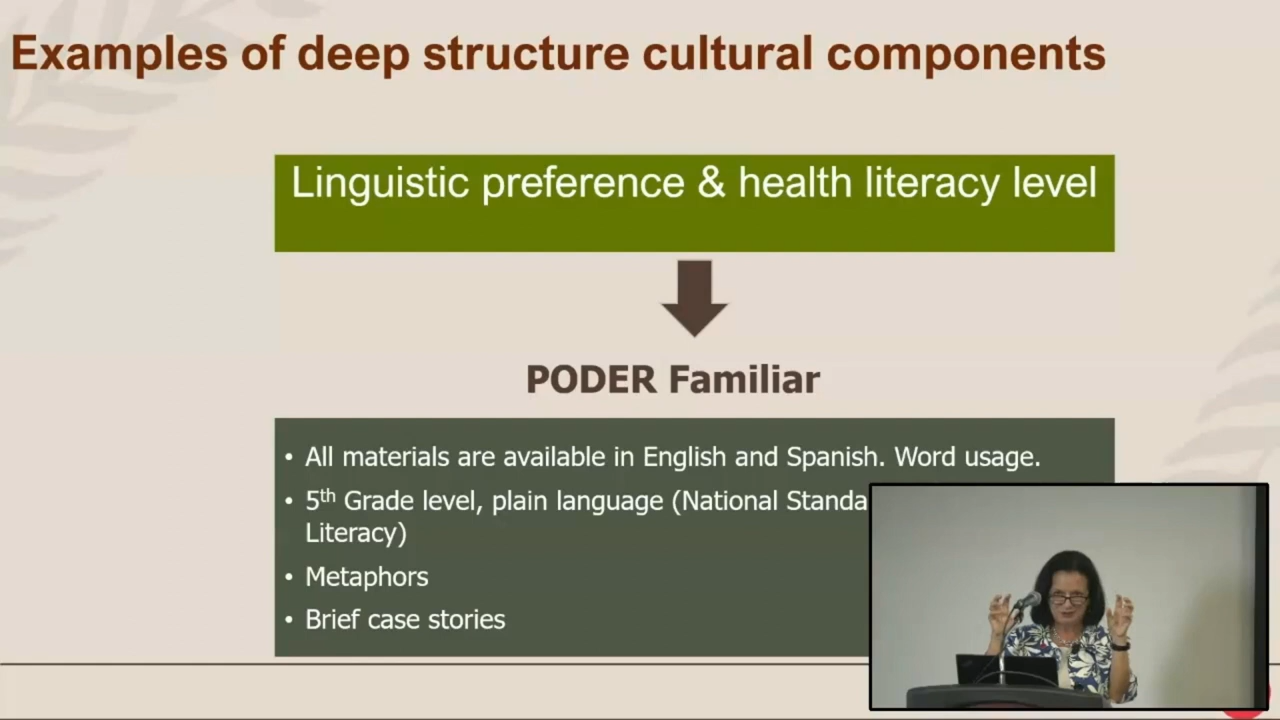 Examples of deep structure cultural components
Linguistic preference & health literacy level
PODER Familiar
• All materials are available in English and Spanish. Word usage.
• 5th Grade level, plain language (National
Literacy)
• Metaphors
• Brief case stories